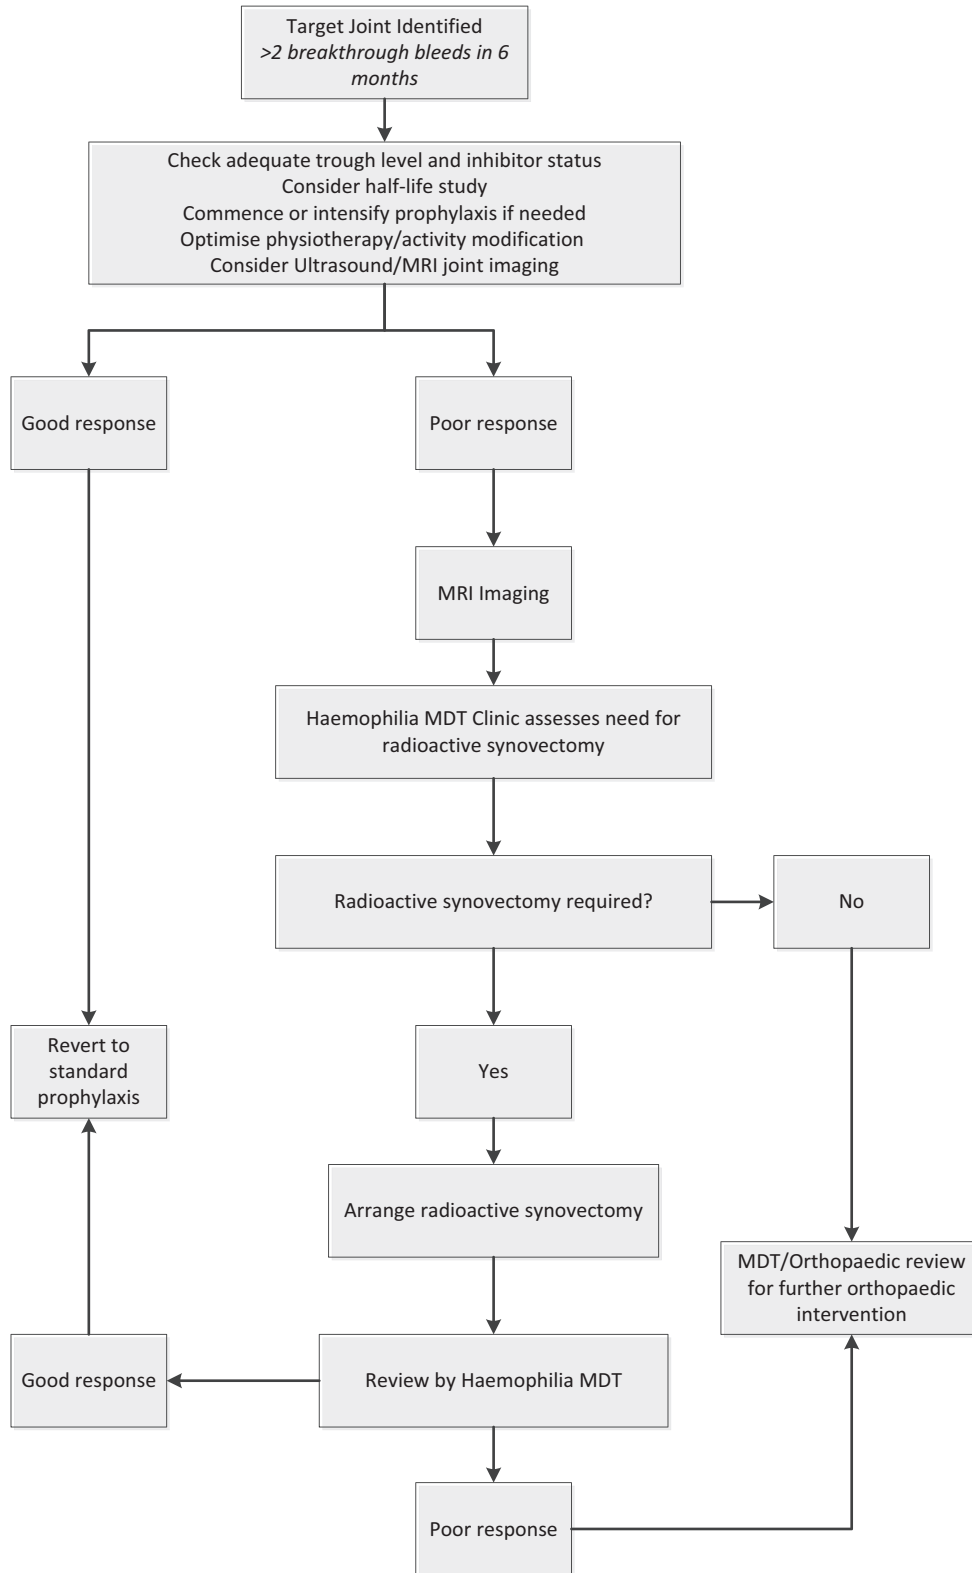 Target Joint Identified
>2 breakthrough bleeds in 6
months
Check adequate trough level and inhibitor status
Consider half-life study
Commence or intensify prophylaxis if needed
Optimise physiotherapy/activity modification
Consider Ultrasound/MRI joint imaging
Good response
Poor response
MRI Imaging
Haemophilia MDT Clinic assesses need for
radioactive synovectomy
Radioactive synovectomy required?
No
Revert to
standard
prophylaxis
Yes
Arrange radioactive synovectomy
MDT/Orthopaedic review
for further orthopaedic
intervention
Good response
Review by Haemophilia MDT
Poor response